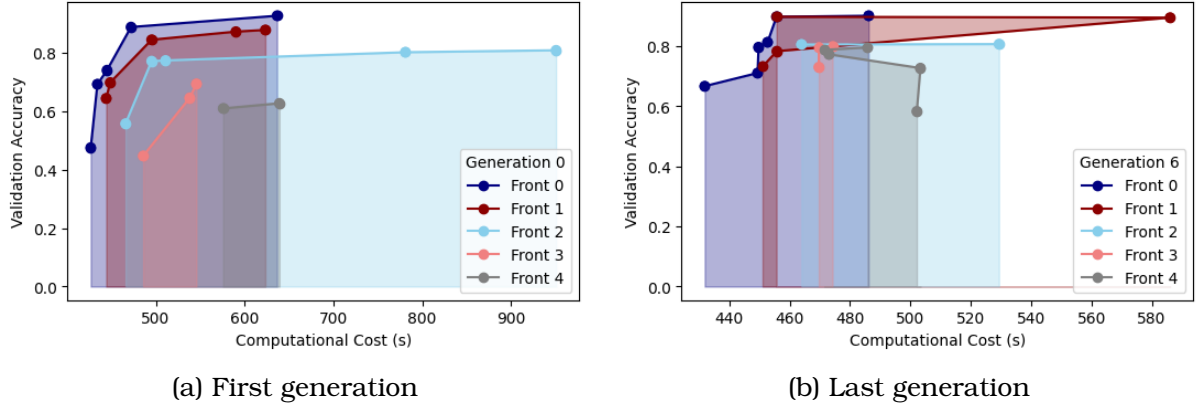 0.8
0.6
0.4
0.2
0.0
Validation Accuracy
500 600 700 800 900
Computational Cost (s)
Generation 0
Front 0
Front 1
Front 2
Front 3
Front 4
(a) First generation
0.8
0.6
0.4
0.2
0.0
Validation Accuracy
440 460 480 500 520 540 560 580
Computational Cost (s)
Generation 6
Front 0
Front 1
Front 2
Front 3
Front 4
(b) Last generation